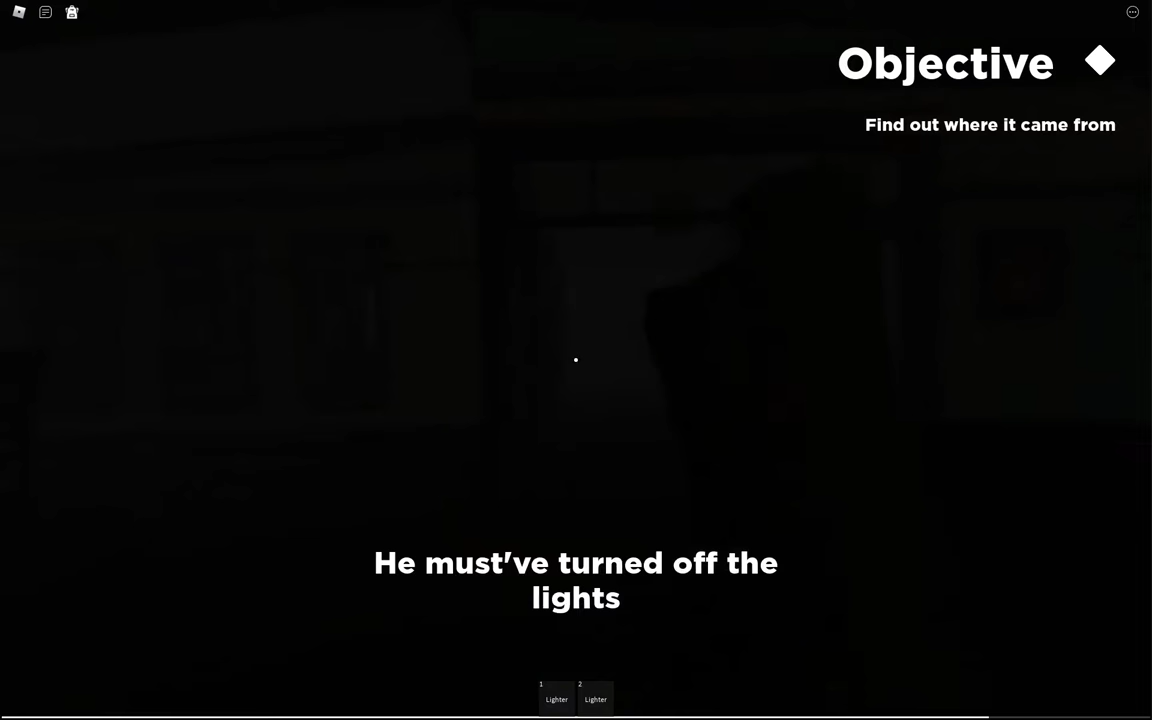 Objective
Find out where it came from
He must've turned off the
lights
1 2
Lighter Lighter